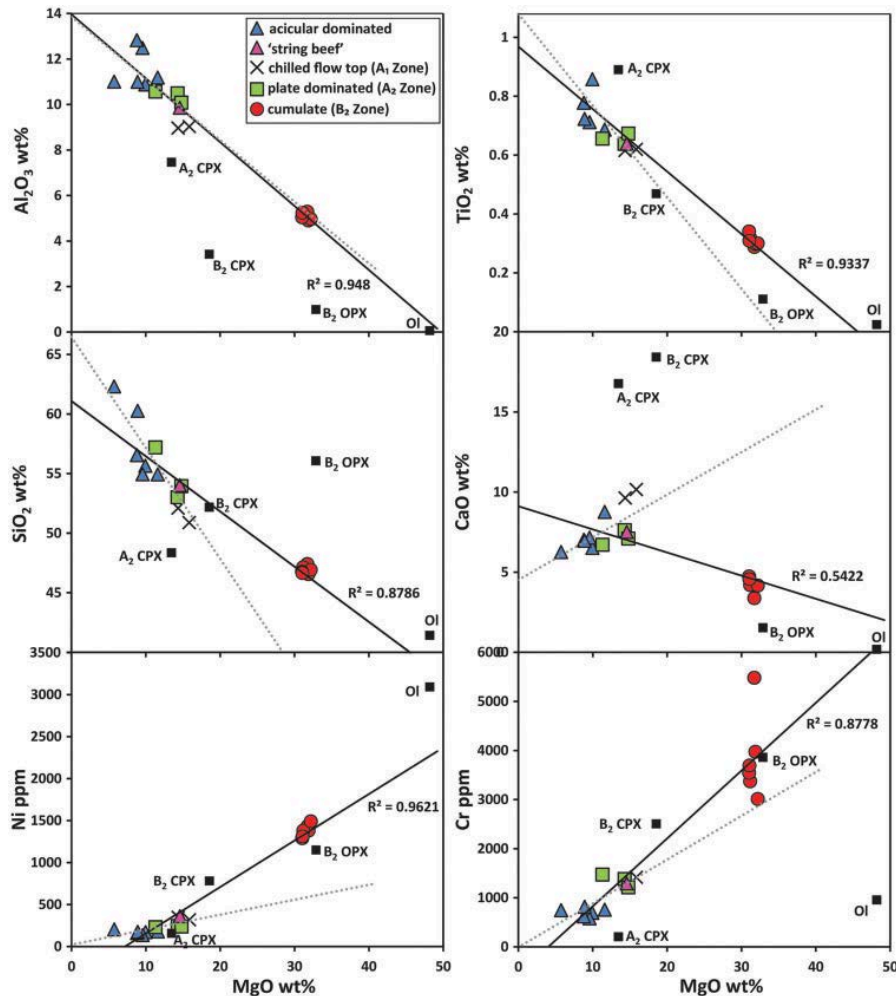 14
12
10
8
6
4
2
0
Al₂O₃ wt%
acicular dominated
'string beef'
chilled flow top (A₁ Zone)
plate dominated (A₂ Zone)
cumulate (B₂ Zone)
A₂ CPX
B₂ CPX
B₂ OPX
Ol
R² = 0.948
1
0.8
0.6
0.4
0.2
20
TiO₂ wt%
A₂ CPX
B₂ CPX
R² = 0.9337
B₂ OPX
Ol
65
60
55
50
45
3500
SiO₂ wt%
B₂ OPX
B₂ CPX
A₂ CPX
R² = 0.8786
Ol
15
10
5
6000
CaO wt%
B₂ CPX
A₂ CPX
R² = 0.5422
B₂ OPX
Ol
3000
2500
2000
1500
1000
500
0
Ni ppm
Ol
R² = 0.9621
B₂ CPX
B₂ OPX
A₂ CPX
0 10 20 30 40 50
MgO wt%
5000
4000
3000
2000
1000
0
Cr ppm
R² = 0.8778
B₂ OPX
B₂ CPX
A₂ CPX
Ol
0 10 20 30 40 50
MgO wt%